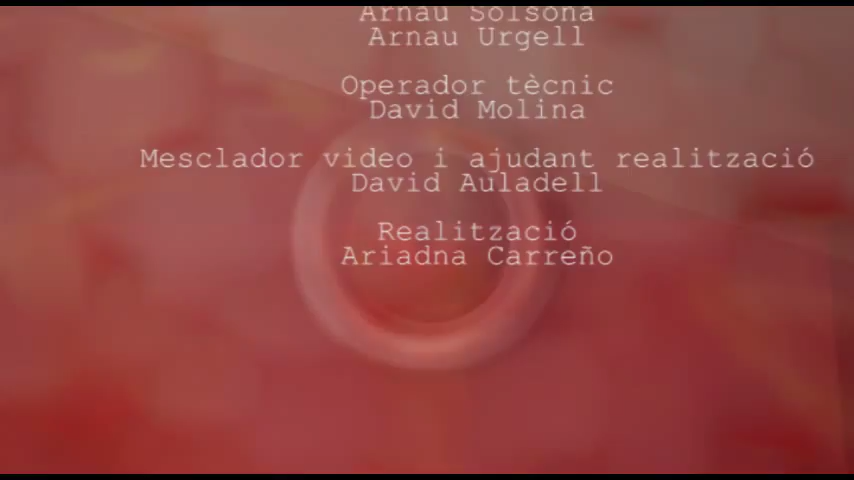 Arnau Solsona
Arnau Urgell
Operador tècnic
David Molina
Mesclador video i ajudant realització
David Auladell
Realització
Ariadna Carreño